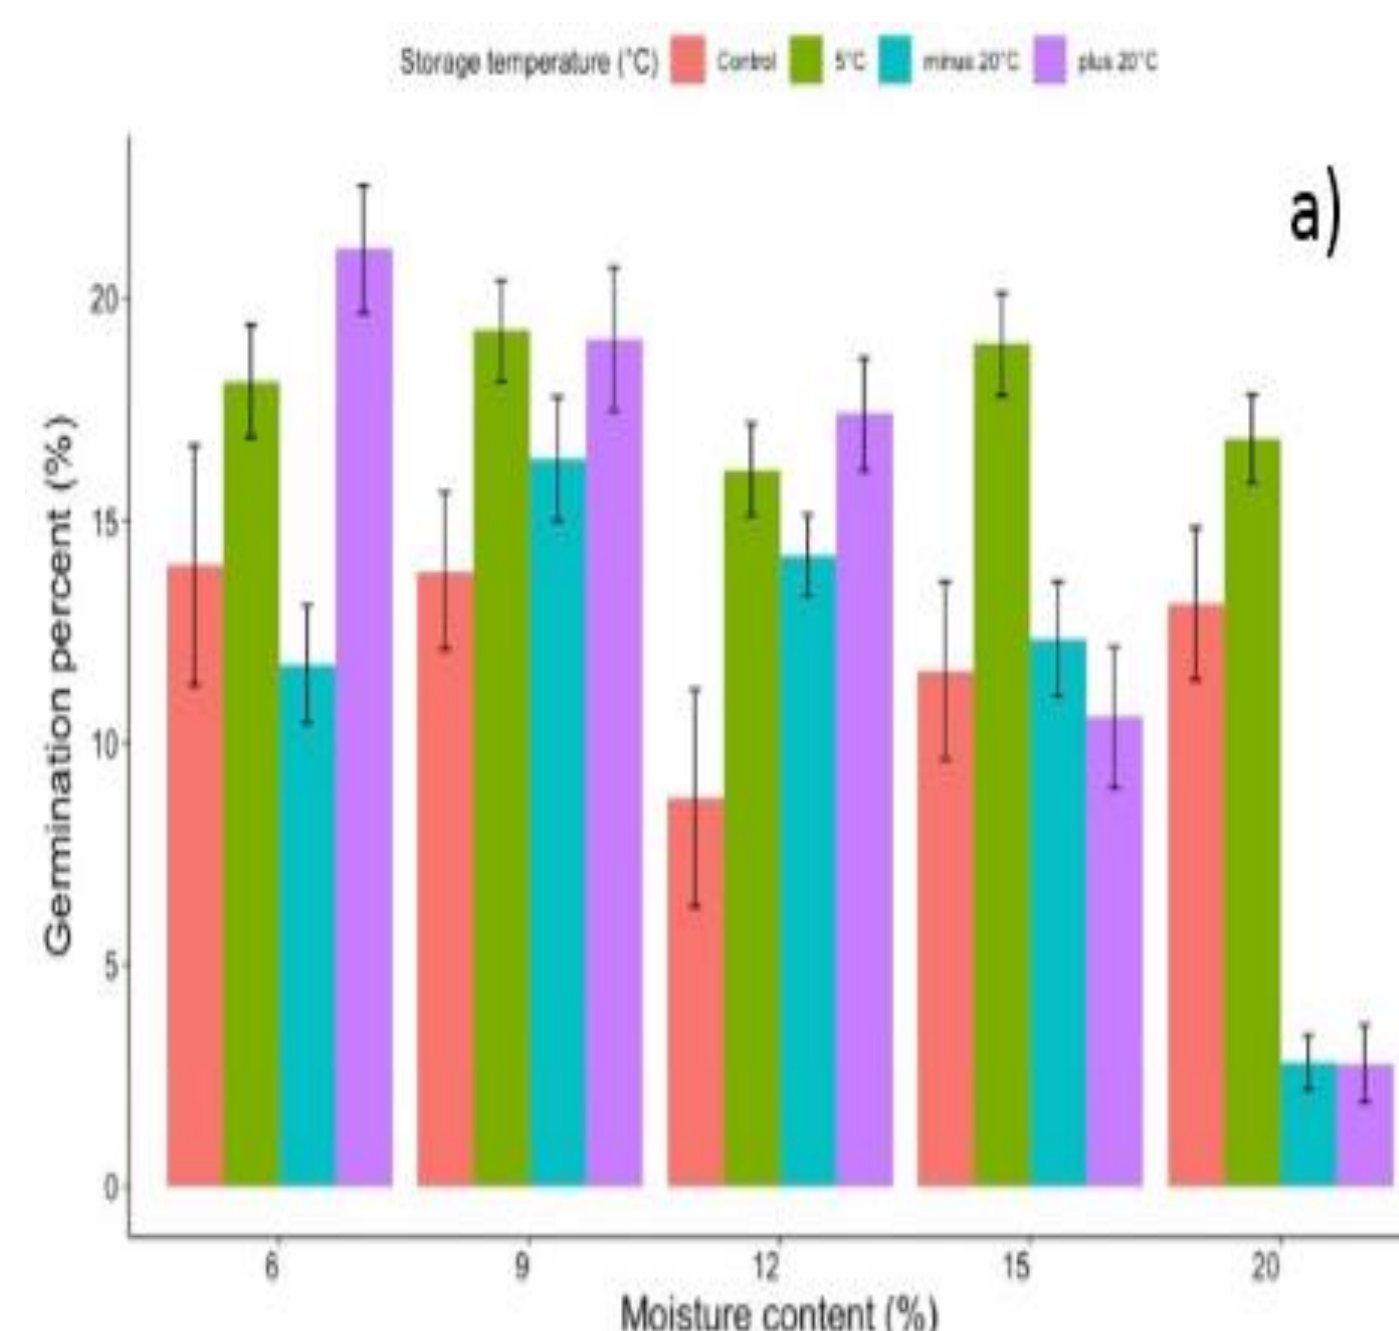 Storage temperature (°C) Control 5°C minus 20°C plus 20°C
a)
Germination percent (%)
20
15
10
5
0
6 9 12 15 20
Moisture content (%)